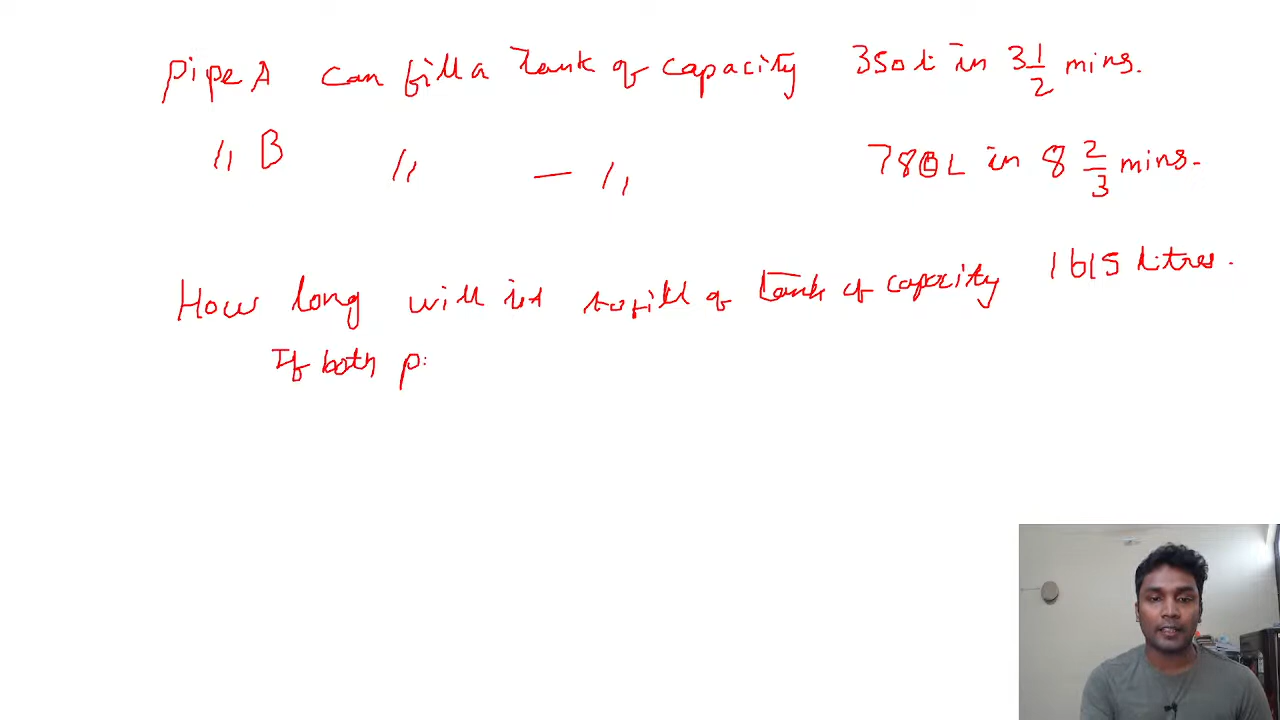 Pipe A can fill a tank of capacity 350 L in 3 1/2 mins.
〃 B 〃 — 〃 780 L in 8 2/3 mins.
How long will it to fill of tank of capacity 1615 litres.
If both p